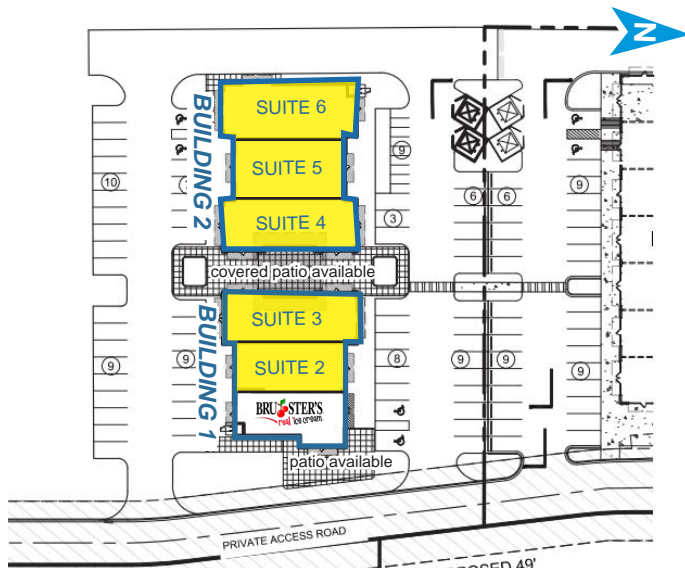 N
BUILDING 2
SUITE 6
SUITE 5
SUITE 4
9
10
3
6
6
9
covered patio available
BUILDING 1
SUITE 3
SUITE 2
9
9
8
9
9
9
BRUSTER'S
real ice cream
patio available
PRIVATE ACCESS ROAD